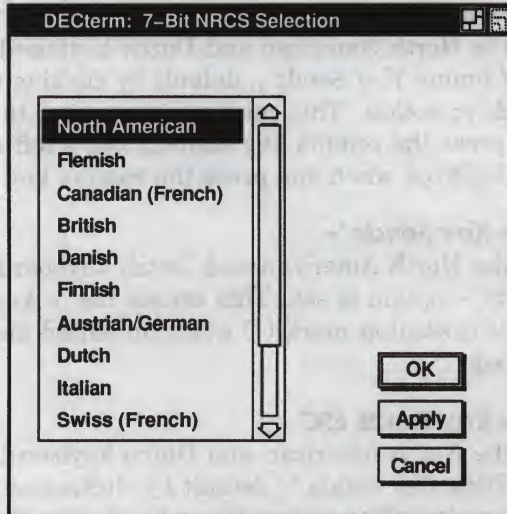 DECterm: 7–Bit NRCS Selection
North American
Flemish
Canadian (French)
British
Danish
Finnish
Austrian/German
Dutch
Italian
Swiss (French)
OK
Apply
Cancel